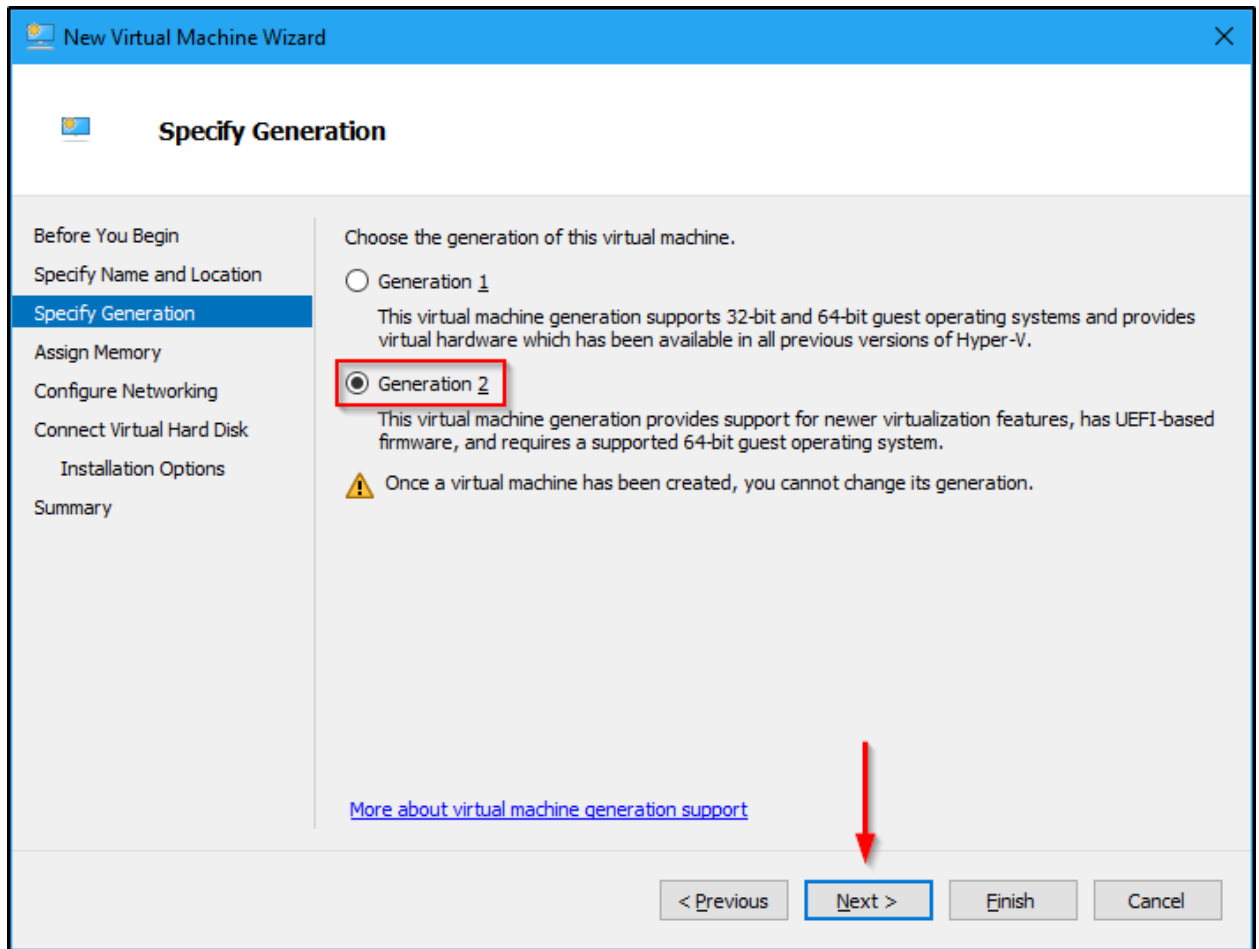 New Virtual Machine Wizard
Specify Generation
Before You Begin
Specify Name and Location
Specify Generation
Assign Memory
Configure Networking
Connect Virtual Hard Disk
Installation Options
Summary
Choose the generation of this virtual machine.
Generation 1
This virtual machine generation supports 32-bit and 64-bit guest operating systems and provides
virtual hardware which has been available in all previous versions of Hyper-V.
Generation 2
This virtual machine generation provides support for newer virtualization features, has UEFI-based
firmware, and requires a supported 64-bit guest operating system.
Once a virtual machine has been created, you cannot change its generation.
More about virtual machine generation support
< Previous
Next >
Finish
Cancel